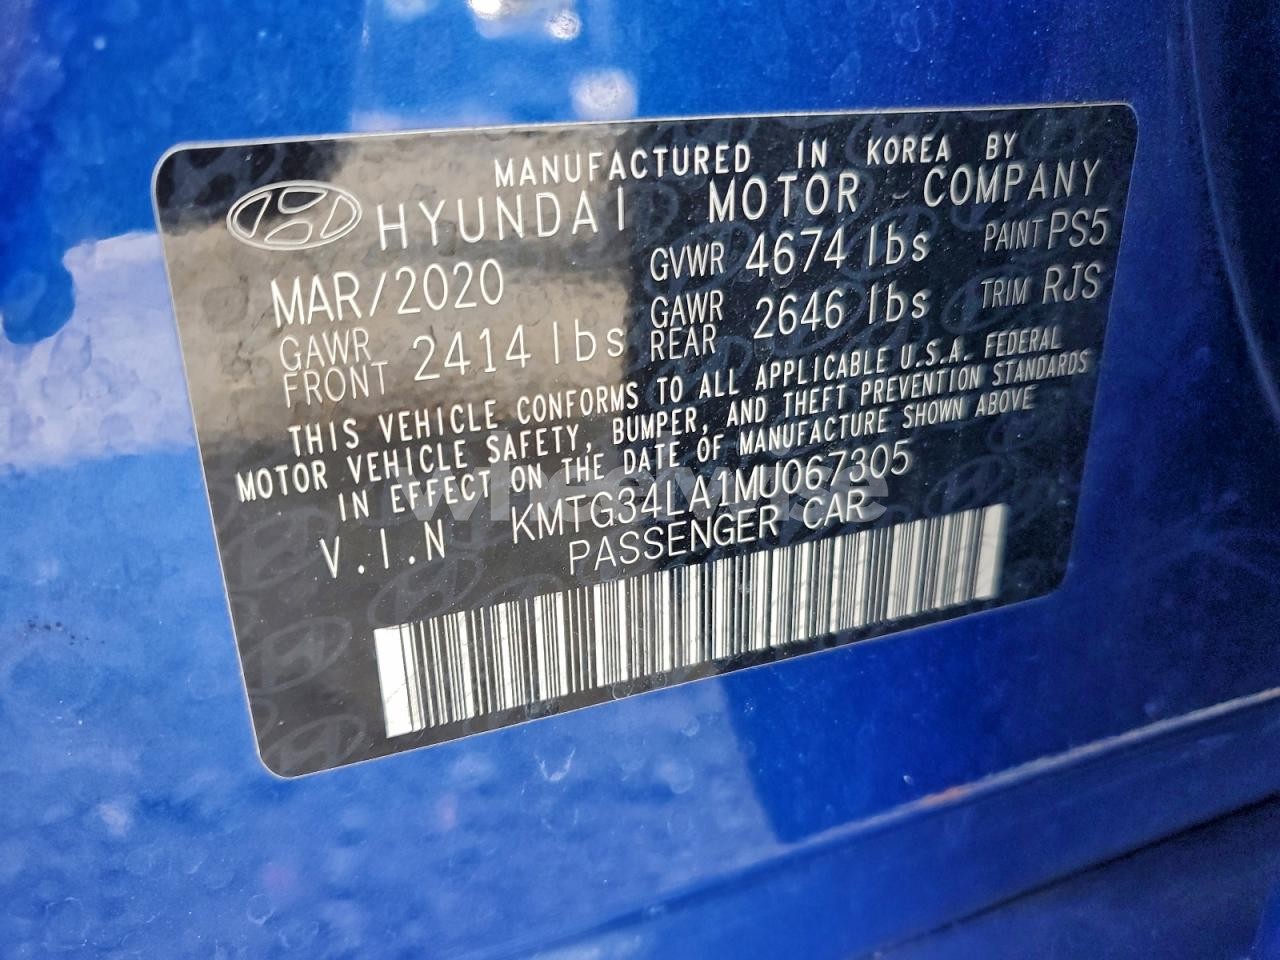 MANUFACTURED IN KOREA BY
HYUNDAI MOTOR COMPANY
MAR/2020 GVWR 4674 lbs PAINT PS5
GAWR FRONT 2414 lbs GAWR REAR 2646 lbs TRIM RJS
THIS VEHICLE CONFORMS TO ALL APPLICABLE U.S.A. FEDERAL
MOTOR VEHICLE SAFETY, BUMPER, AND THEFT PREVENTION STANDARDS
IN EFFECT ON THE DATE OF MANUFACTURE SHOWN ABOVE
V.I.N KMTG34LA1MU067305
PASSENGER CAR